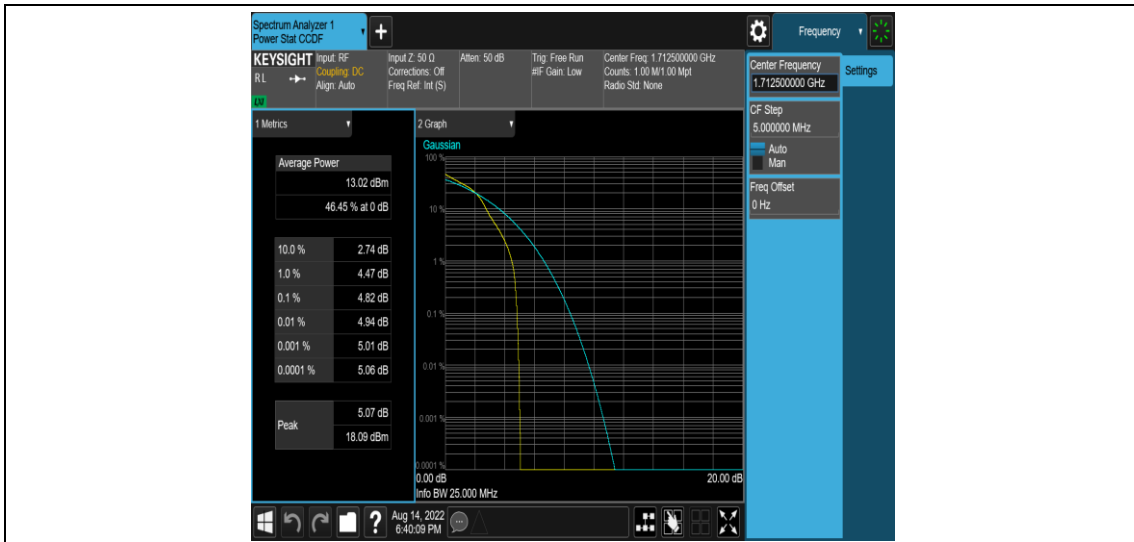 Spectrum Analyzer 1
Power Stat CCDF
Frequency
KEYSIGHT
RL
Input: RF
Coupling: DC
Align: Auto
Input Z: 50 Ω
Corrections: Off
Freq Ref: Int (S)
Atten: 50 dB
Trig: Free Run
#IF Gain: Low
Center Freq: 1.712500000 GHz
Counts: 1.00 M/1.00 Mpt
Radio Std: None
Center Frequency
1.712500000 GHz
Settings
CF Step
5.000000 MHz
Auto
Man
Freq Offset
0 Hz
1 Metrics
Average Power
13.02 dBm
46.45 % at 0 dB
10.0 % 2.74 dB
1.0 % 4.47 dB
0.1 % 4.82 dB
0.01 % 4.94 dB
0.001 % 5.01 dB
0.0001 % 5.06 dB
Peak
5.07 dB
18.09 dBm
2 Graph
Gaussian
100 %
10 %
1 %
0.1 %
0.01 %
0.001 %
0.0001 %
0.00 dB 20.00 dB
Info BW 25.000 MHz
?
Aug 14, 2022
6:40:09 PM